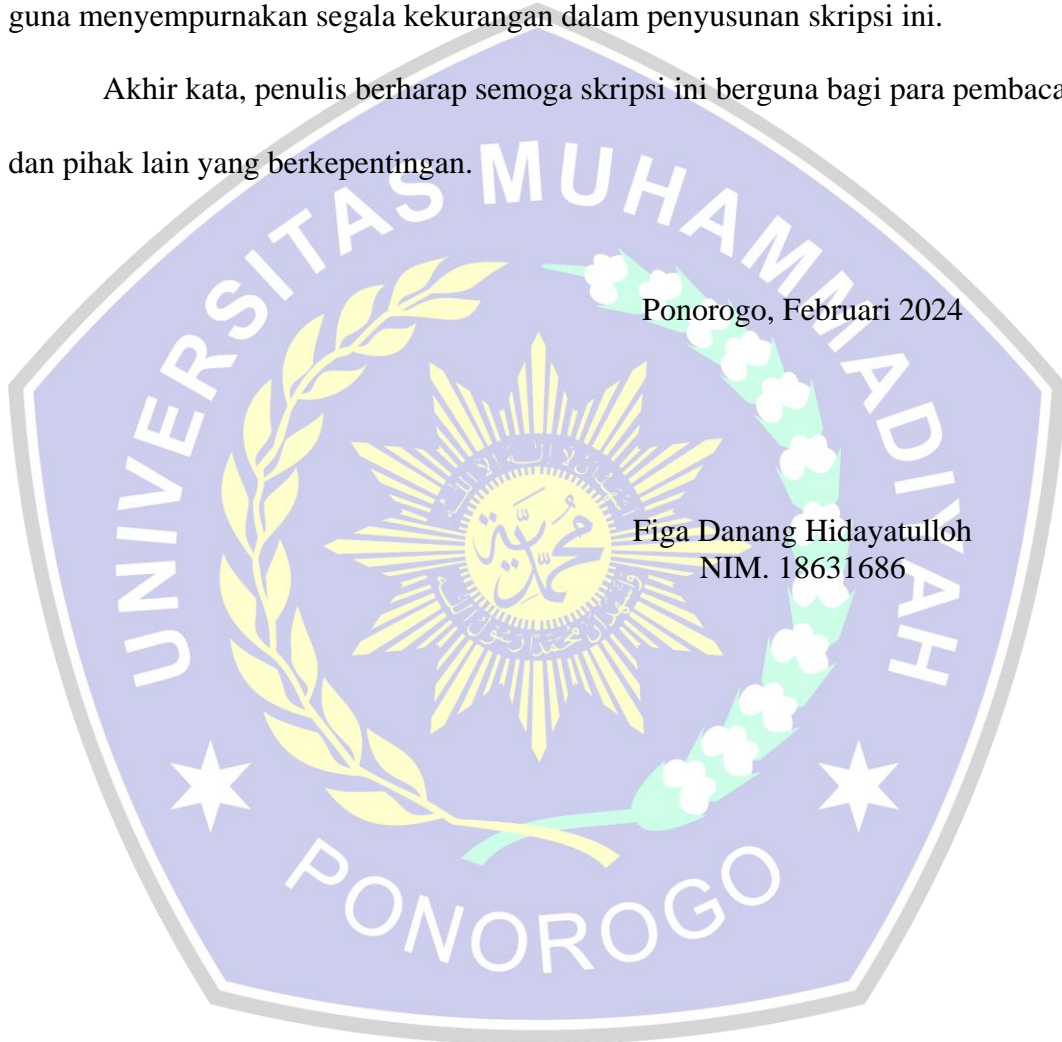 guna menyempurnakan segala kekurangan dalam penyusunan skripsi ini.
Akhir kata, penulis berharap semoga skripsi ini berguna bagi para pembaca
dan pihak lain yang berkepentingan.
UNIVERSITAS MUHAMMADIYAH
Ponorogo, Februari 2024
محمدية
Figa Danang Hidayatulloh
NIM. 18631686
PONOROGO